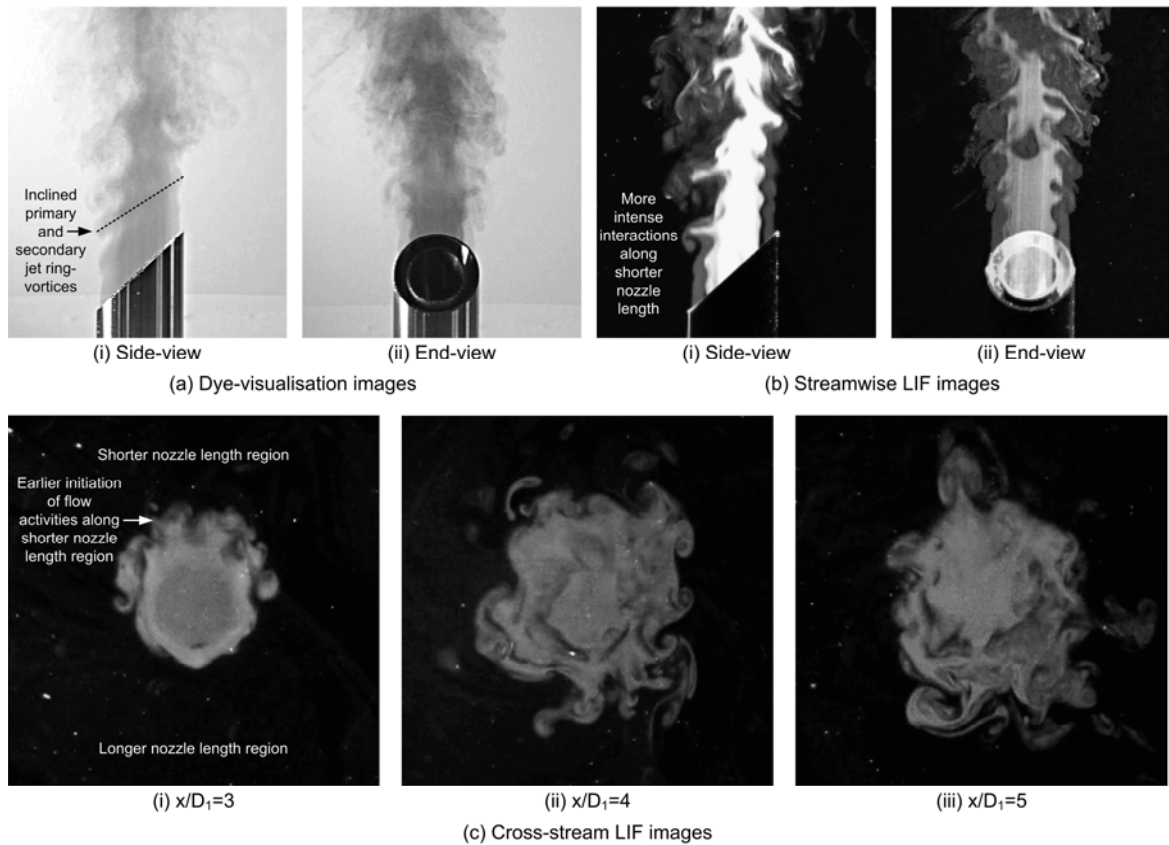 Inclined
primary
and
secondary
jet ring-
vortices
More
intense
interactions
along
shorter
nozzle
length
(i) Side-view
(ii) End-view
(i) Side-view
(ii) End-view
(a) Dye-visualisation images
(b) Streamwise LIF images
Shorter nozzle length region
Earlier initiation
of flow
activities along
shorter nozzle
length region
Longer nozzle length region
(i) x/D₁=3
(ii) x/D₁=4
(iii) x/D₁=5
(c) Cross-stream LIF images